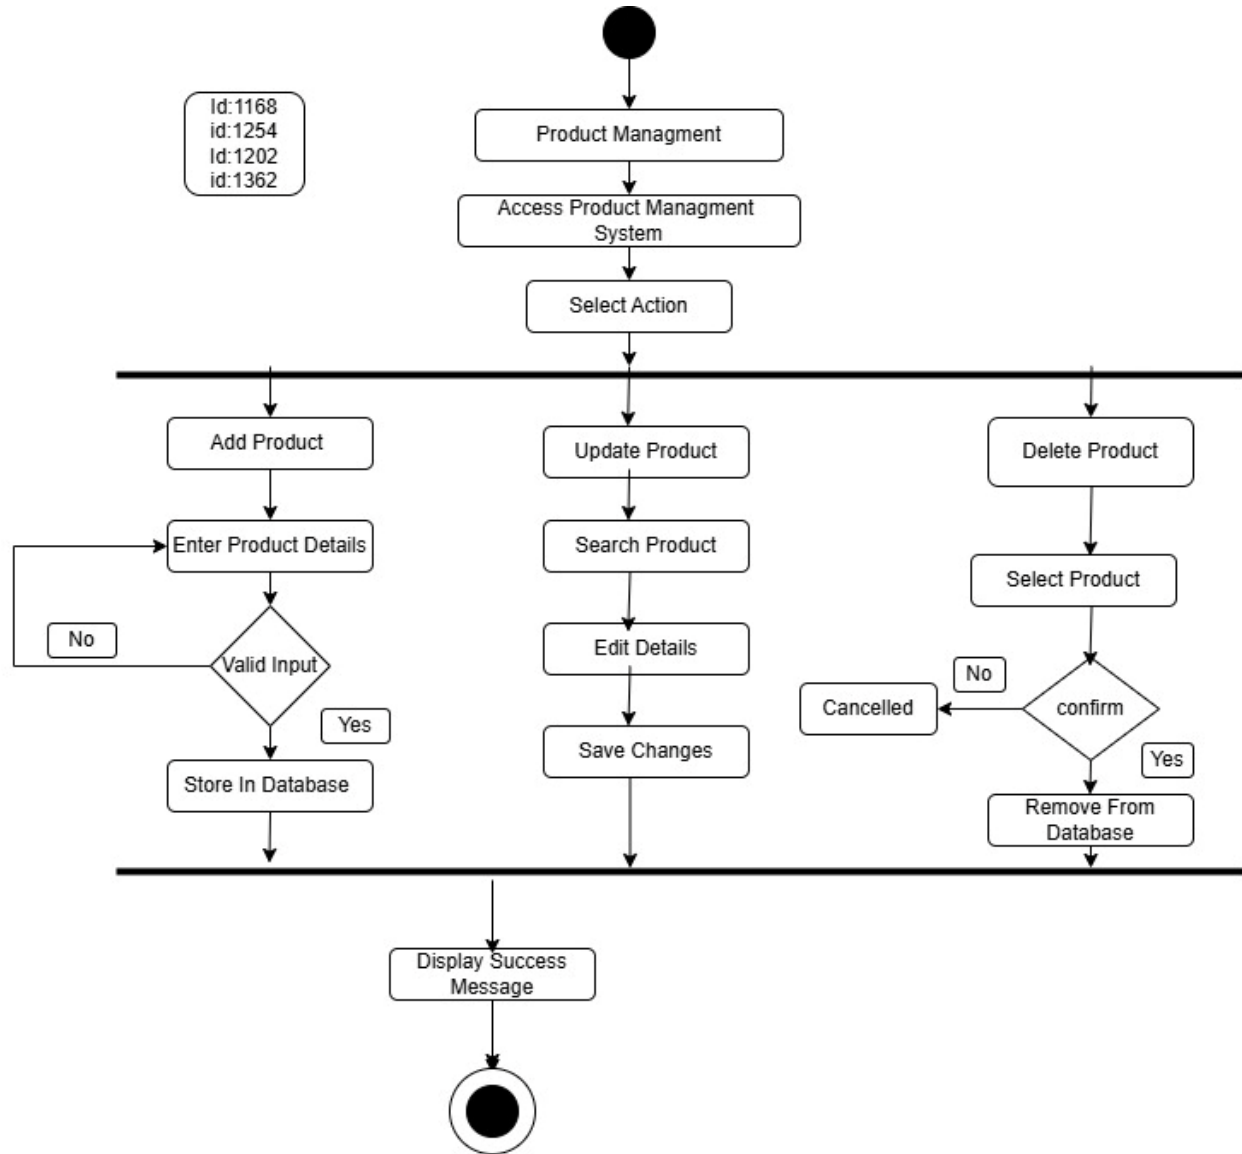 Id:1168
id:1254
Id:1202
id:1362
Product Managment
Access Product Managment
System
Select Action
Add Product
Update Product
Delete Product
Enter Product Details
Search Product
Select Product
No
Valid Input
Edit Details
No
Cancelled
confirm
Yes
Save Changes
Yes
Store In Database
Remove From
Database
Display Success
Message